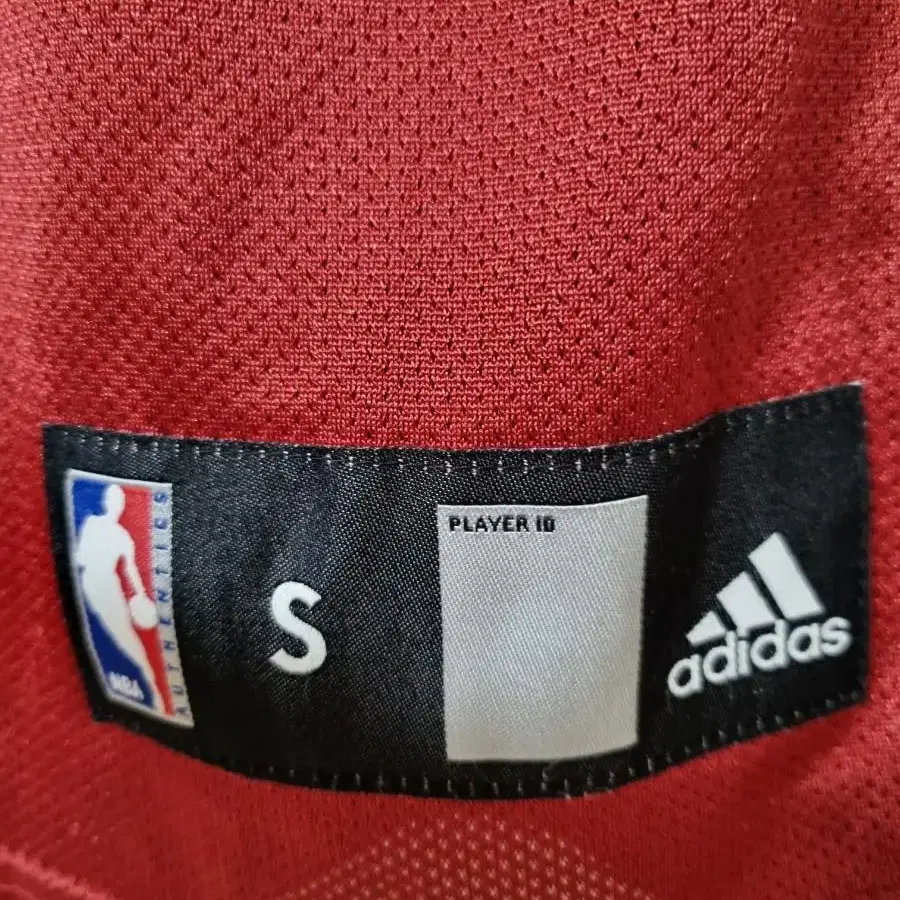 NBA
AUTHENTICS
S
PLAYER ID
adidas